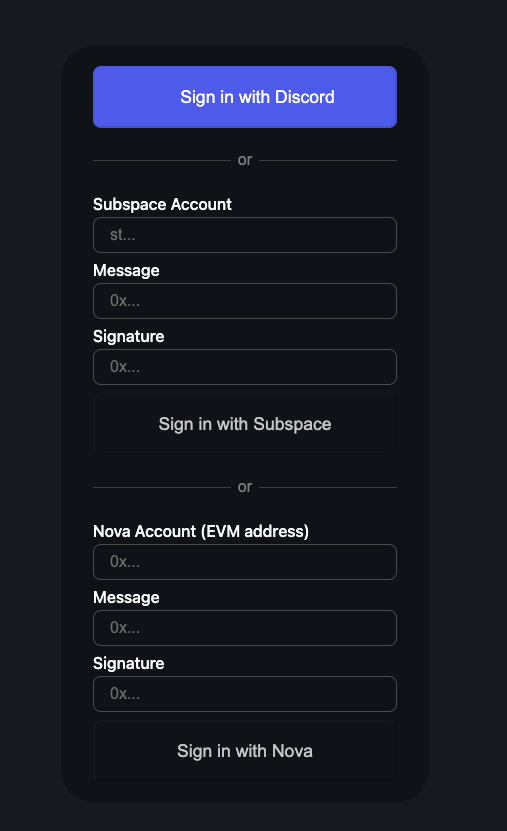 Sign in with Discord
or
Subspace Account
st...
Message
0x...
Signature
0x...
Sign in with Subspace
or
Nova Account (EVM address)
0x...
Message
0x...
Signature
0x...
Sign in with Nova